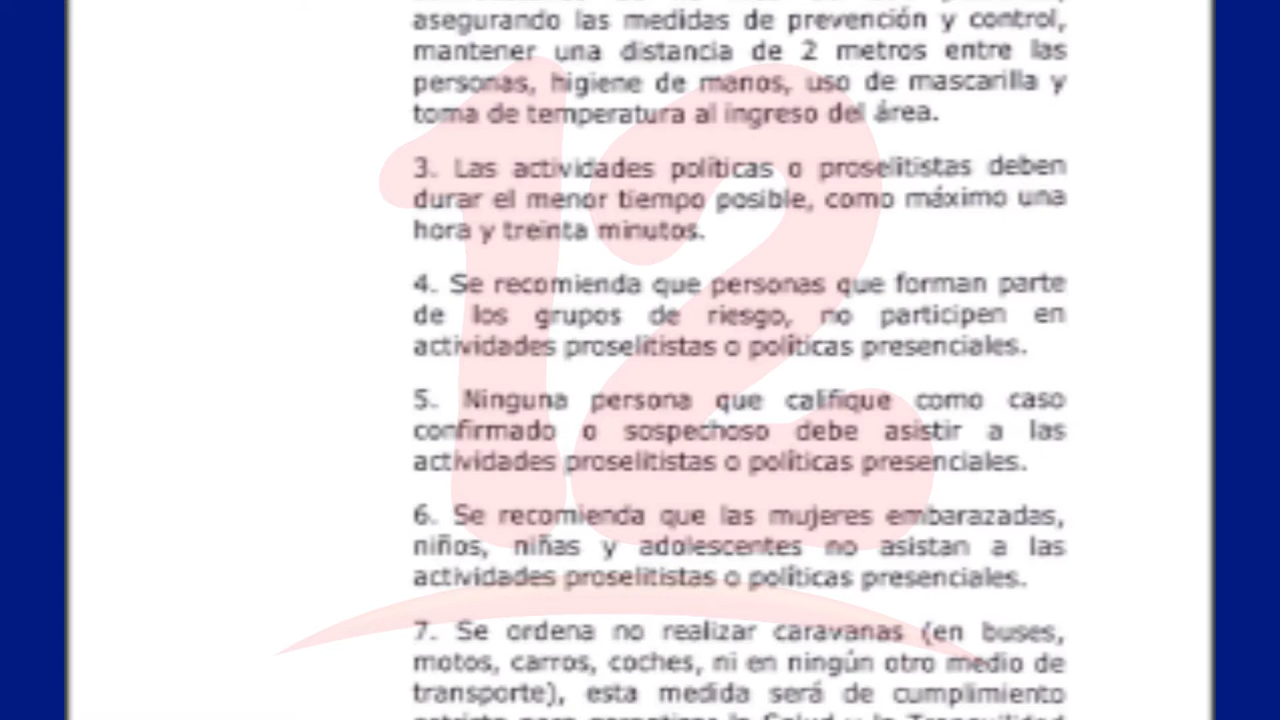 asegurando las medidas de prevención y control,
mantener una distancia de 2 metros entre las
personas, higiene de manos, uso de mascarilla y
toma de temperatura al ingreso del área.
3. Las actividades políticas o proselitistas deben
durar el menor tiempo posible, como máximo una
hora y treinta minutos.
4. Se recomienda que personas que forman parte
de los grupos de riesgo, no participen en
actividades proselitistas o políticas presenciales.
5. Ninguna persona que califique como caso
confirmado o sospechoso debe asistir a las
actividades proselitistas o políticas presenciales.
6. Se recomienda que las mujeres embarazadas,
niños, niñas y adolescentes no asistan a las
actividades proselitistas o políticas presenciales.
7. Se ordena no realizar caravanas (en buses,
motos, carros, coches, ni en ningún otro medio de
transporte), esta medida será de cumplimiento
12